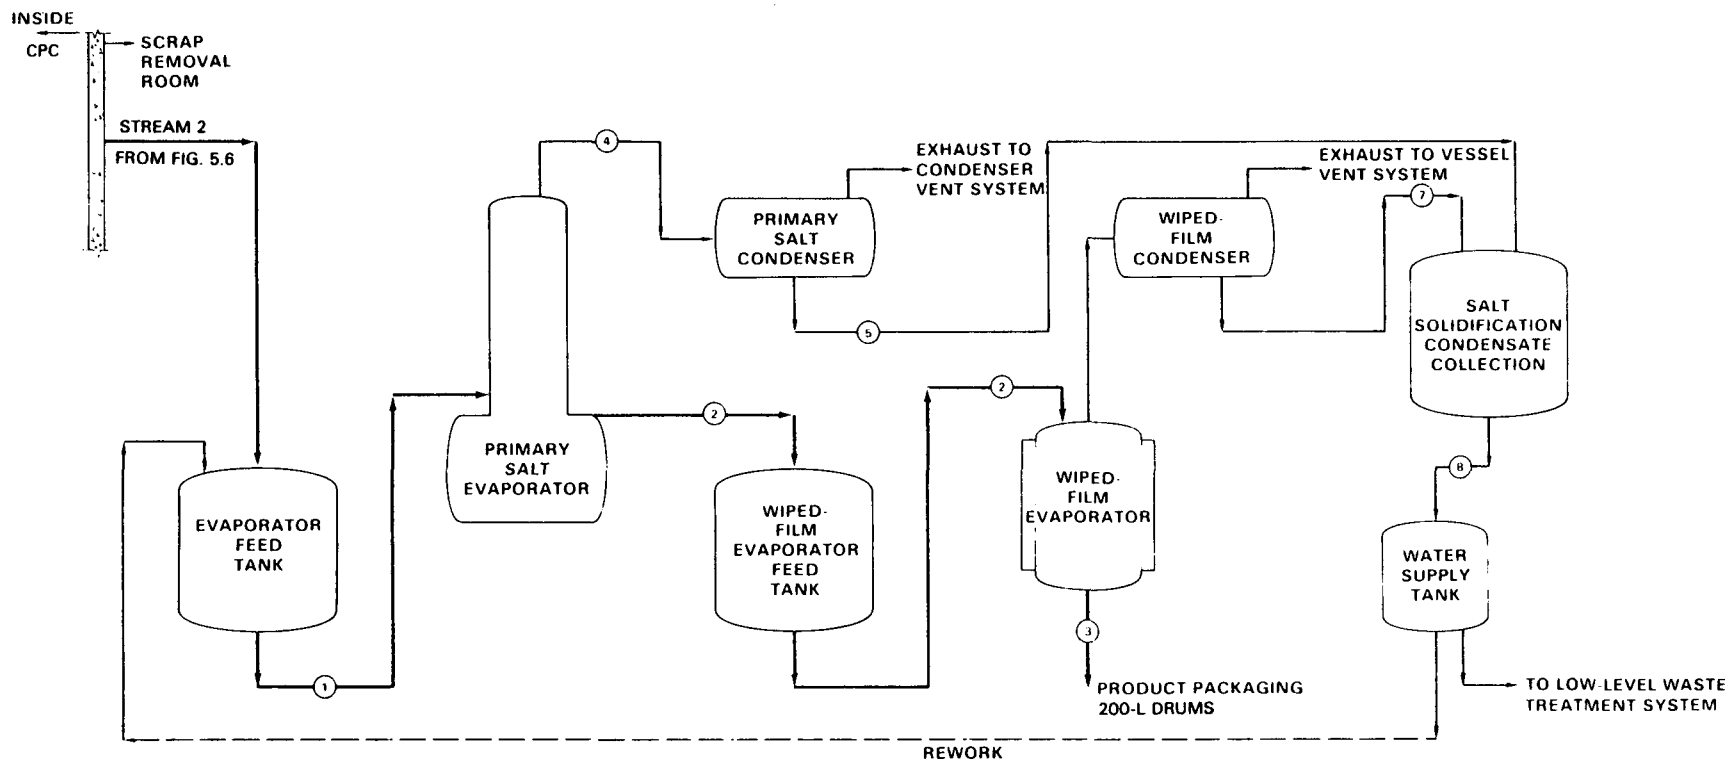 INSIDE
CPC
SCRAP
REMOVAL
ROOM
STREAM 2
FROM FIG. 5.6
4
EXHAUST TO
CONDENSER
VENT SYSTEM
EXHAUST TO VESSEL
VENT SYSTEM
7
PRIMARY
SALT
CONDENSER
WIPED-
FILM
CONDENSER
5
SALT
SOLIDIFICATION
CONDENSATE
COLLECTION
2
2
PRIMARY
SALT
EVAPORATOR
8
EVAPORATOR
FEED
TANK
WIPED-
FILM
EVAPORATOR
FEED
TANK
WIPED-
FILM
EVAPORATOR
WATER
SUPPLY
TANK
1
3
PRODUCT PACKAGING
200-L DRUMS
TO LOW-LEVEL WASTE
TREATMENT SYSTEM
REWORK